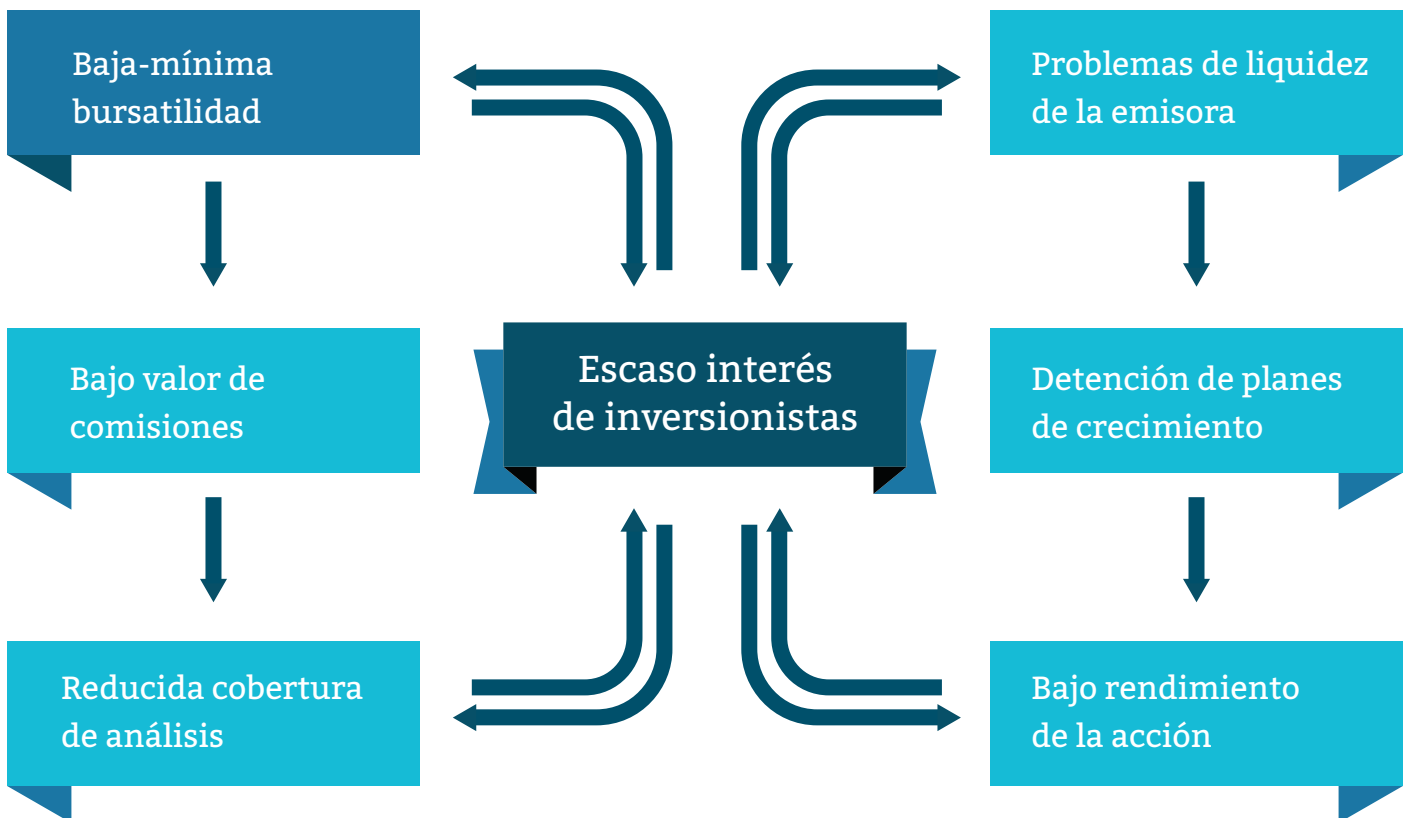 Baja-mínima
bursatilidad
Problemas de liquidez
de la emisora
Bajo valor de
comisiones
Escaso interés
de inversionistas
Detención de planes
de crecimiento
Reducida cobertura
de análisis
Bajo rendimiento
de la acción